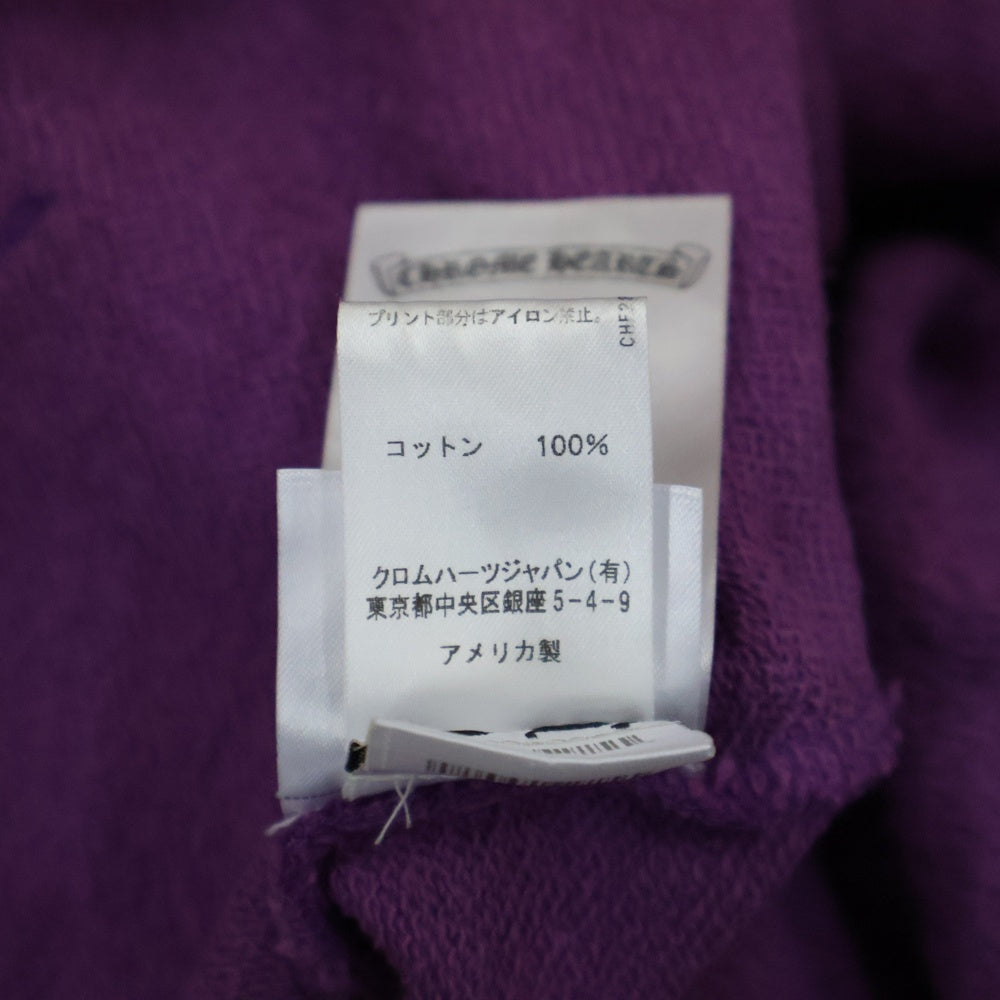 CHROME HEARTS
プリント部分はアイロン禁止。
コットン 100%
クロムハーツジャパン(有)
東京都中央区銀座5-4-9
アメリカ製